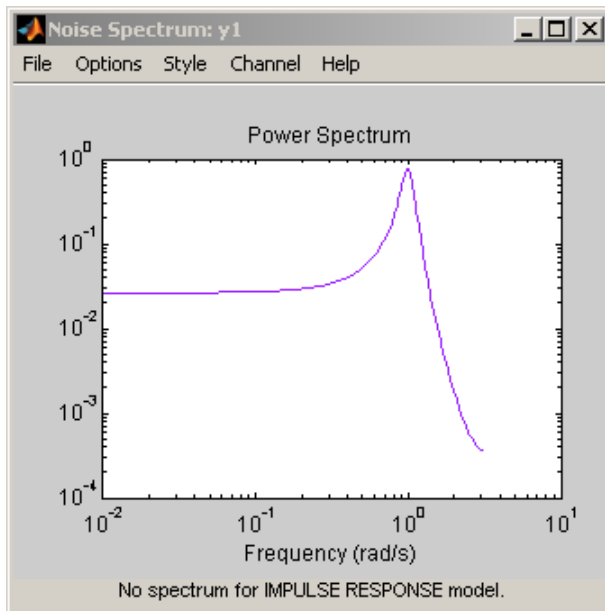 Noise Spectrum: y1
File Options Style Channel Help
Power Spectrum
10^0
10^-1
10^-2
10^-3
10^-4
10^-2 10^-1 10^0 10^1
Frequency (rad/s)
No spectrum for IMPULSE RESPONSE model.